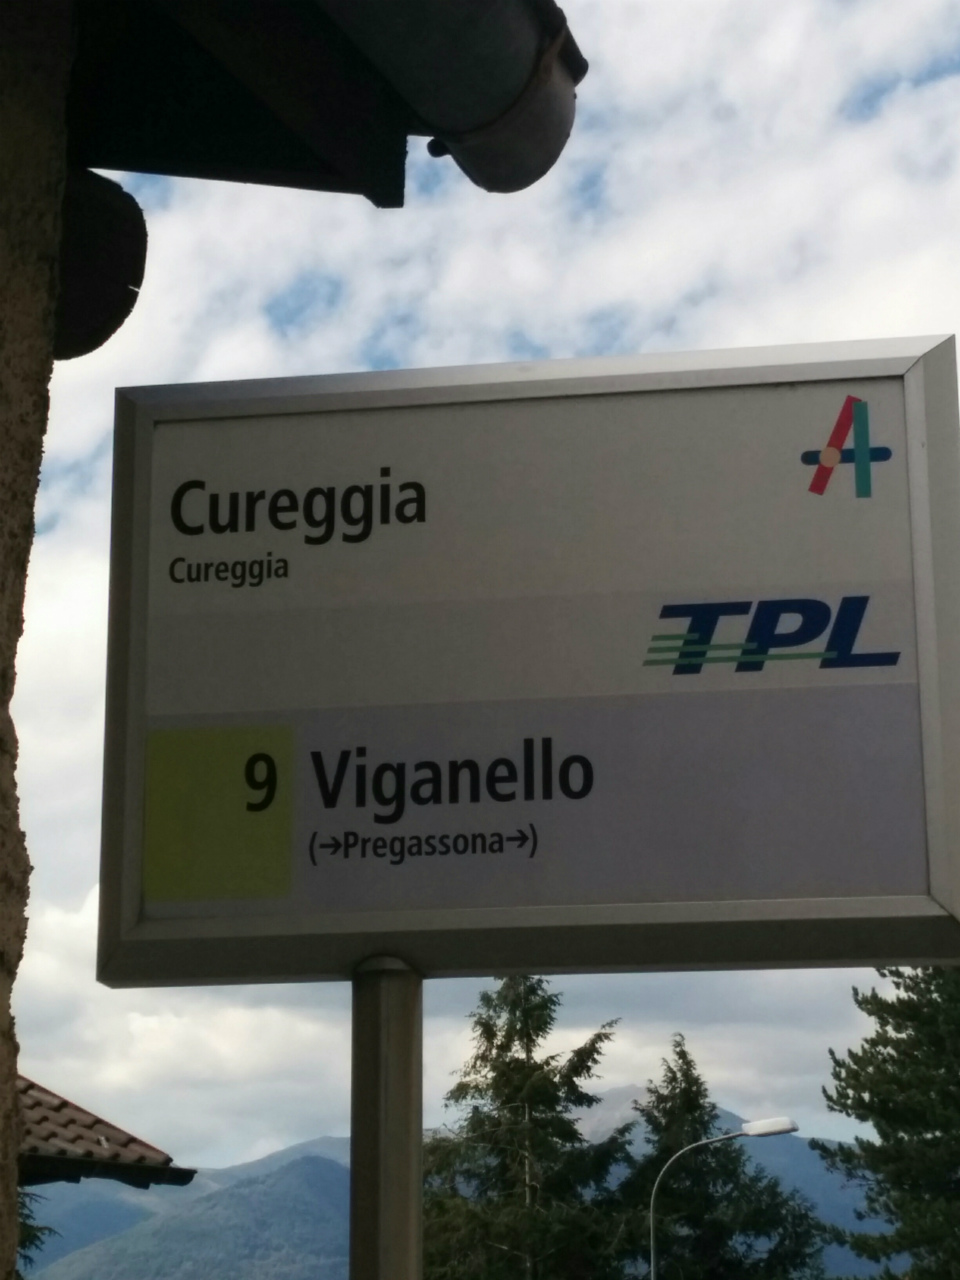 Cureggia
Cureggia
TPL
9 Viganello
(→Pregassona→)